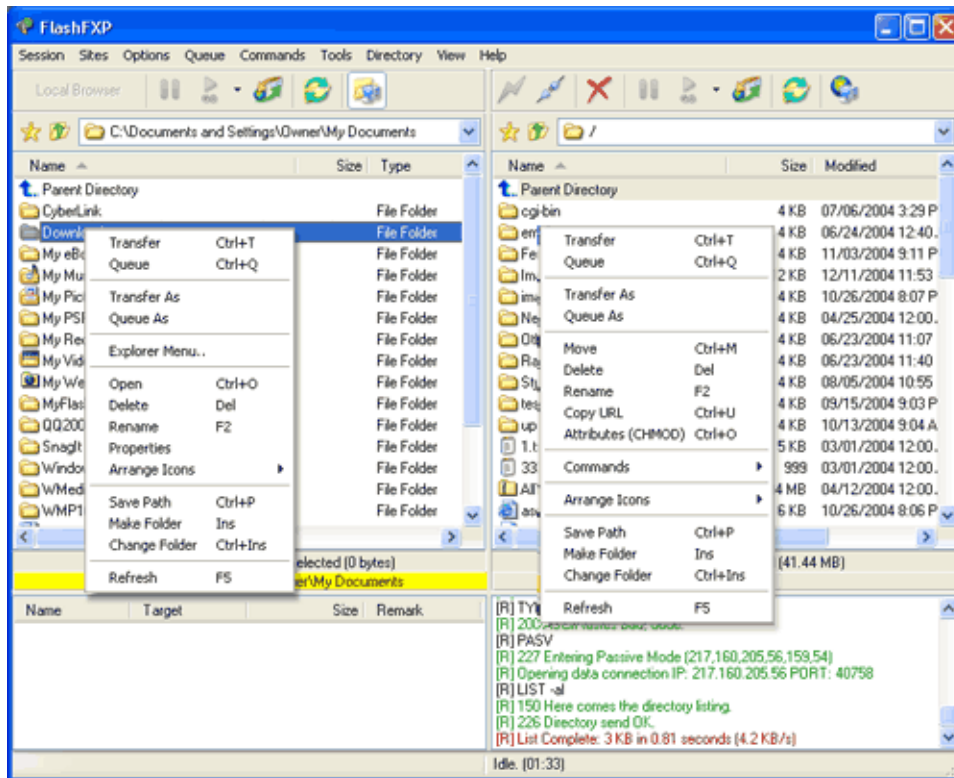 FlashFXP
Session Sites Options Queue Commands Tools Directory View Help
Local Browser
C:\Documents and Settings\Owner\My Documents
Name Size Type
Parent Directory
CyberLink File Folder
File Folder
File Folder
File Folder
File Folder
File Folder
File Folder
File Folder
File Folder
File Folder
File Folder
File Folder
File Folder
File Folder
File Folder
Transfer Ctrl+T
Queue Ctrl+Q
Transfer As
Queue As
Explorer Menu..
Open Ctrl+O
Delete Del
Rename F2
Properties
Arrange Icons
Save Path Ctrl+P
Make Folder Ins
Change Folder Ctrl+Ins
Refresh F5
(0 bytes)
My Documents
Name Target Size Remark
/
Name Size Modified
Parent Directory
cgi-bin 4 KB 07/06/2004 3:29 P
4 KB 06/24/2004 12:40.
4 KB 11/03/2004 9:11 P
2 KB 12/11/2004 11:53
4 KB 10/26/2004 8:07 P
4 KB 04/25/2004 12:00.
4 KB 06/23/2004 11:07
4 KB 06/23/2004 11:40
4 KB 08/05/2004 10:55
4 KB 09/15/2004 9:03 P
up 4 KB 10/13/2004 9:04 A
5 KB 03/01/2004 12:00.
33 999 03/01/2004 12:00.
4 MB 04/12/2004 12:00.
6 KB 10/26/2004 8:06 P
Transfer Ctrl+T
Queue Ctrl+Q
Transfer As
Queue As
Move Ctrl+M
Delete Del
Rename F2
Copy URL Ctrl+U
Attributes (CHMOD) Ctrl+O
Commands
Arrange Icons
Save Path Ctrl+P
Make Folder Ins
Change Folder Ctrl+Ins
Refresh F5
(41.44 MB)
[R] PASV
[R] 227 Entering Passive Mode (217,160,205,56,159,54)
[R] Opening data connection IP: 217.160.205.56 PORT: 40758
[R] LIST -al
[R] 150 Here comes the directory listing.
[R] 226 Directory send OK.
[R] List Complete: 3 KB in 0.81 seconds (4.2 KB/s)
Idle. (01:33)